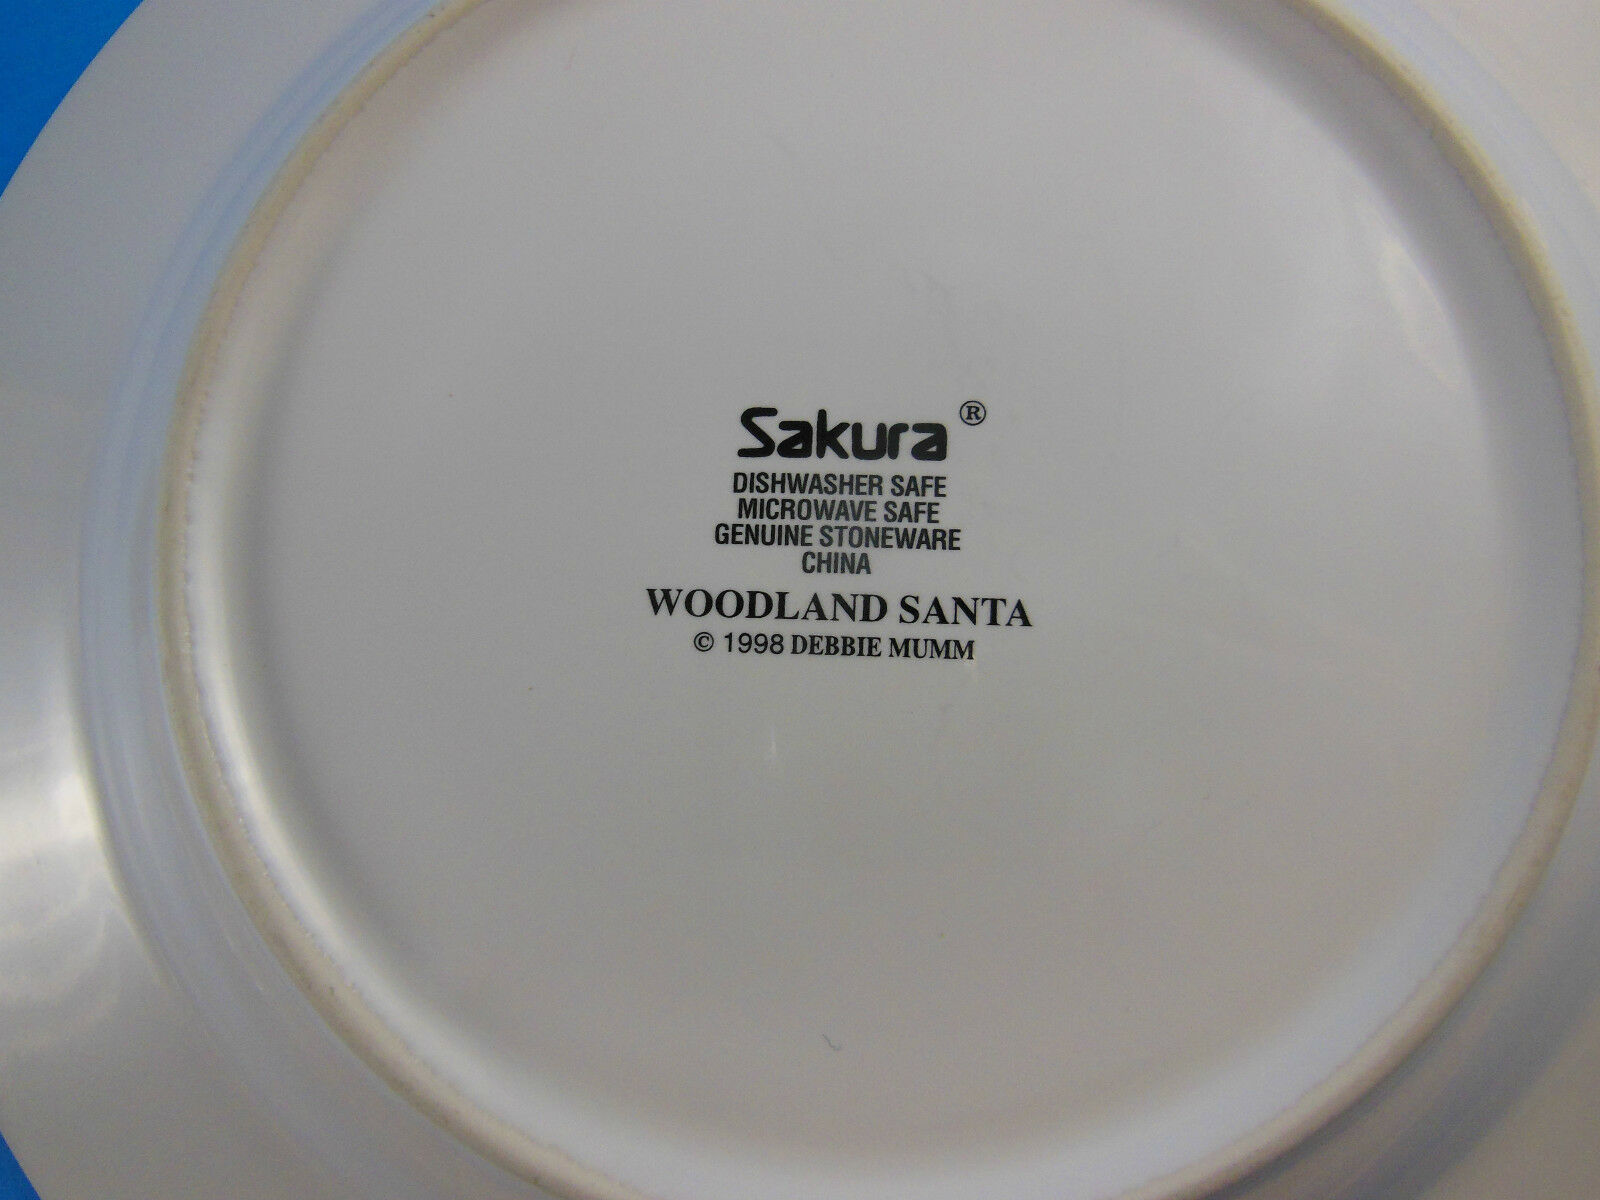 Sakura ®
DISHWASHER SAFE
MICROWAVE SAFE
GENUINE STONEWARE
CHINA
WOODLAND SANTA
© 1998 DEBBIE MUMM